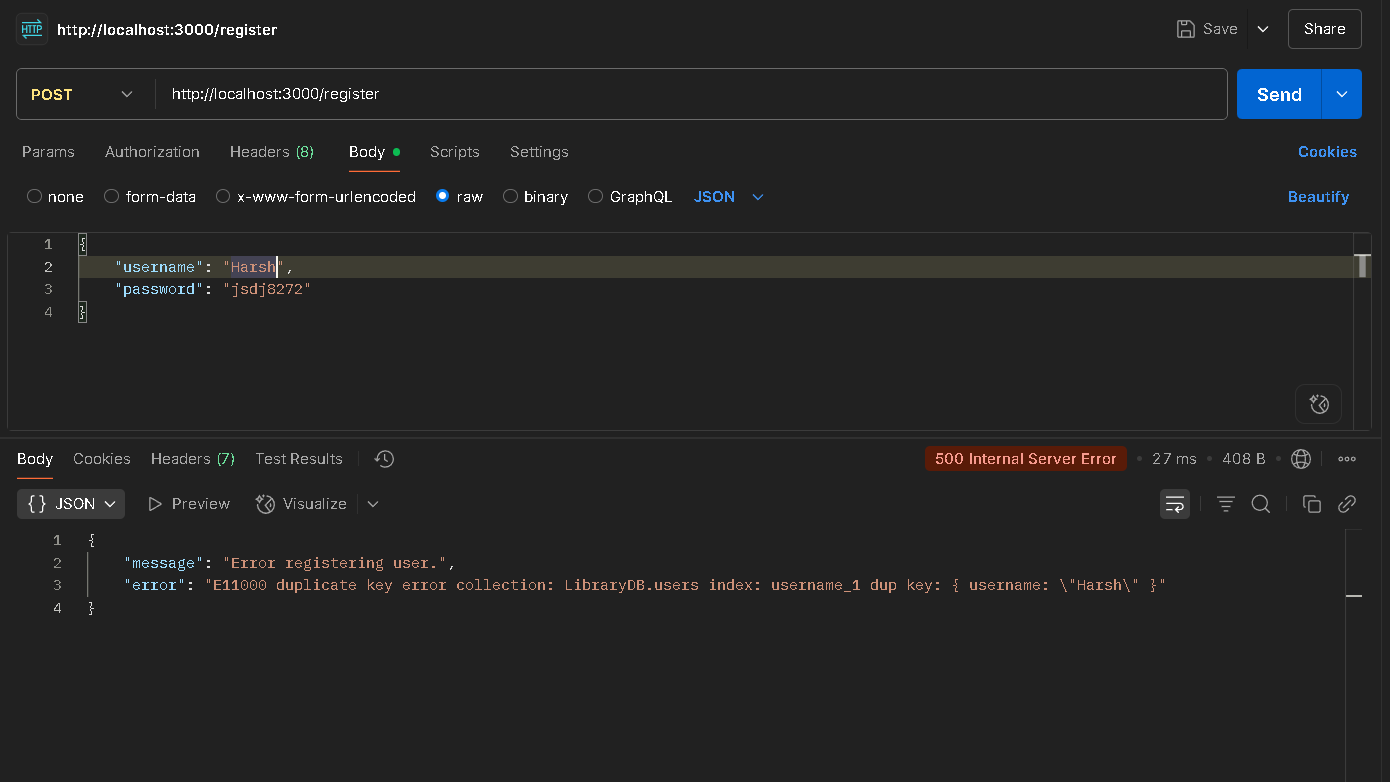 HTTP http://localhost:3000/register Save Share
POST http://localhost:3000/register Send
Params Authorization Headers (8) Body Scripts Settings Cookies
none form-data x-www-form-urlencoded raw binary GraphQL JSON Beautify
1 {
2 "username": "Harsh",
3 "password": "jsdj8272"
4 }
Body Cookies Headers (7) Test Results 500 Internal Server Error • 27 ms • 408 B •
{} JSON Preview Visualize
1 {
2 "message": "Error registering user.",
3 "error": "E11000 duplicate key error collection: LibraryDB.users index: username_1 dup key: { username: \"Harsh\" }"
4 }